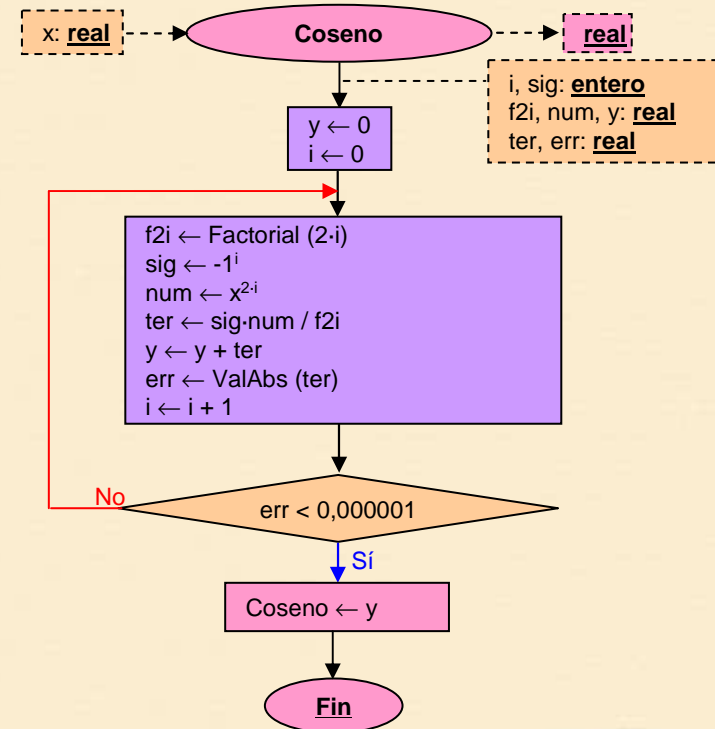 x: real
Coseno
real
i, sig: entero
f2i, num, y: real
ter, err: real
y ← 0
i ← 0
f2i ← Factorial (2·i)
sig ← -1ⁱ
num ← x²·ⁱ
ter ← sig·num / f2i
y ← y + ter
err ← ValAbs (ter)
i ← i + 1
No
err < 0,000001
Sí
Coseno ← y
Fin